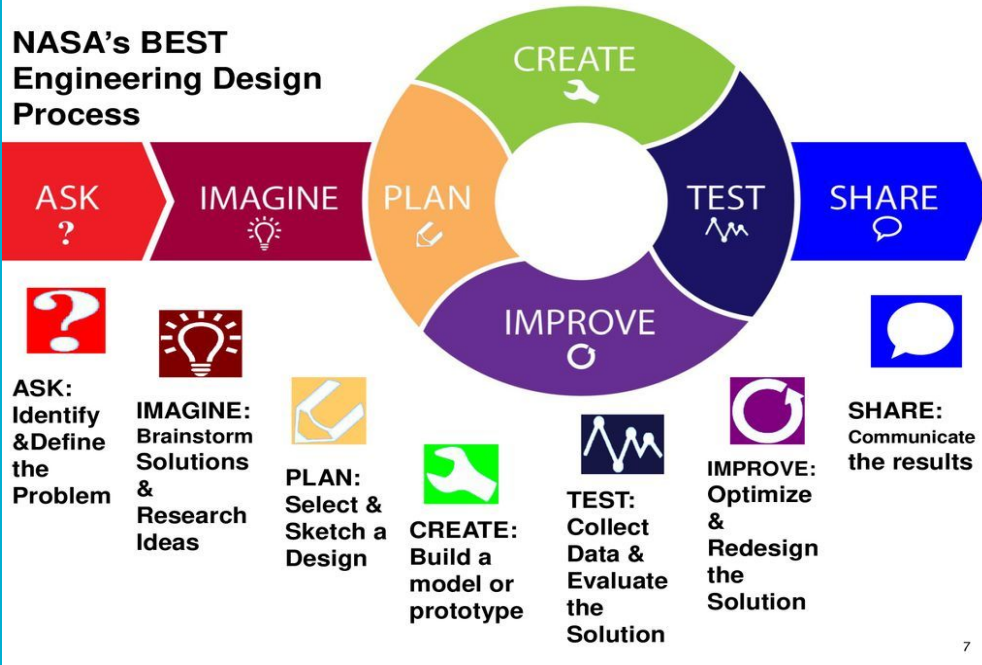 NASA's BEST
Engineering Design
Process
CREATE
ASK
?
IMAGINE
PLAN
TEST
SHARE
IMPROVE
?
ASK:
Identify
&Define
the
Problem
IMAGINE:
Brainstorm
Solutions
&
Research
Ideas
PLAN:
Select &
Sketch a
Design
CREATE:
Build a
model or
prototype
TEST:
Collect
Data &
Evaluate
the
Solution
IMPROVE:
Optimize
&
Redesign
the
Solution
SHARE:
Communicate
the results
7